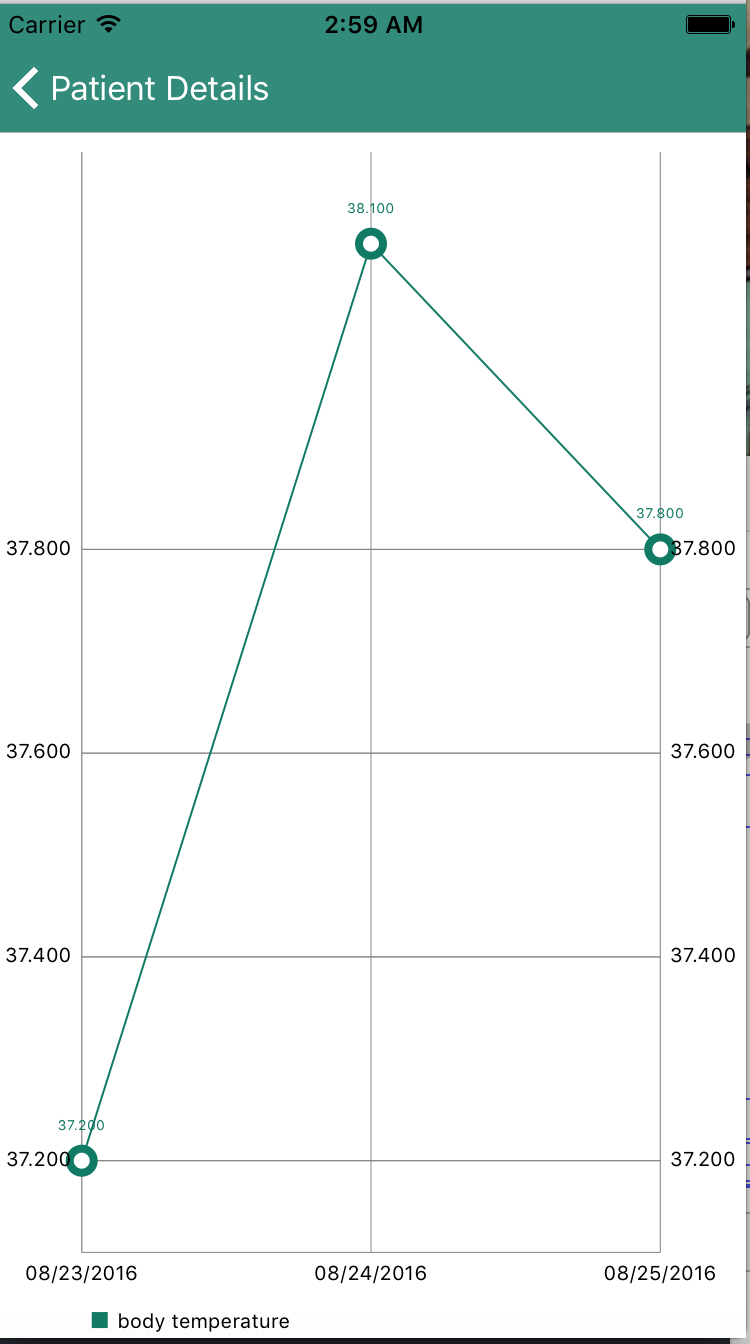 Carrier 2:59 AM
Patient Details
38.100
37.800
37.800 37.800
37.600 37.600
37.400 37.400
37.200
37.200 37.200
08/23/2016 08/24/2016 08/25/2016
body temperature